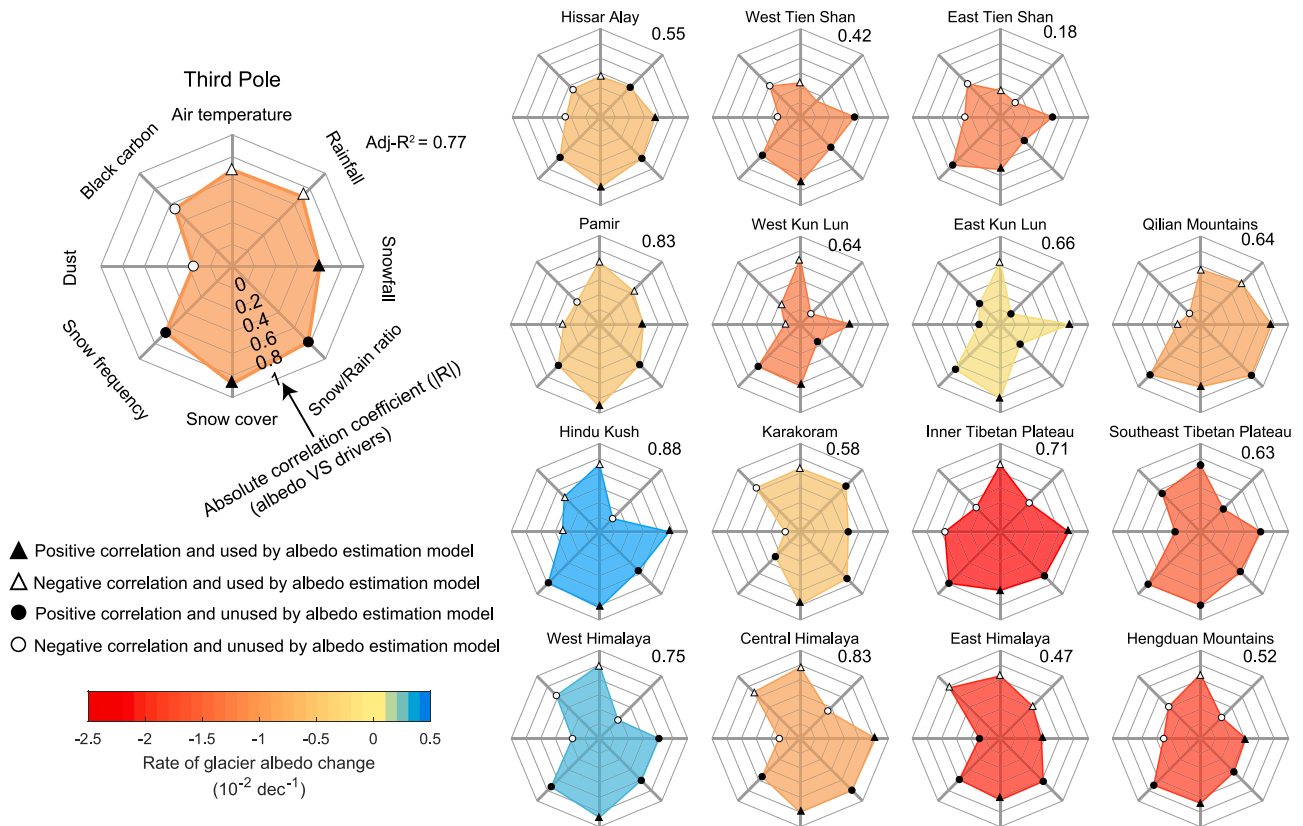 Third Pole
Air temperature
Rainfall
Adj-R² = 0.77
Black carbon
Snowfall
Dust
0
0.2
0.4
0.6
0.8
1
Snow/Rain ratio
Snow frequency
Snow cover
Absolute correlation coefficient (|R|)
(albedo VS drivers)
Hissar Alay
0.55
West Tien Shan
0.42
East Tien Shan
0.18
Pamir
0.83
West Kun Lun
0.64
East Kun Lun
0.66
Qilian Mountains
0.64
Hindu Kush
0.88
Karakoram
0.58
Inner Tibetan Plateau
0.71
Southeast Tibetan Plateau
0.63
West Himalaya
0.75
Central Himalaya
0.83
East Himalaya
0.47
Hengduan Mountains
0.52
Positive correlation and used by albedo estimation model
Negative correlation and used by albedo estimation model
Positive correlation and unused by albedo estimation model
Negative correlation and unused by albedo estimation model
-2.5 -2 -1.5 -1 -0.5 0 0.5
Rate of glacier albedo change
(10⁻² dec⁻¹)